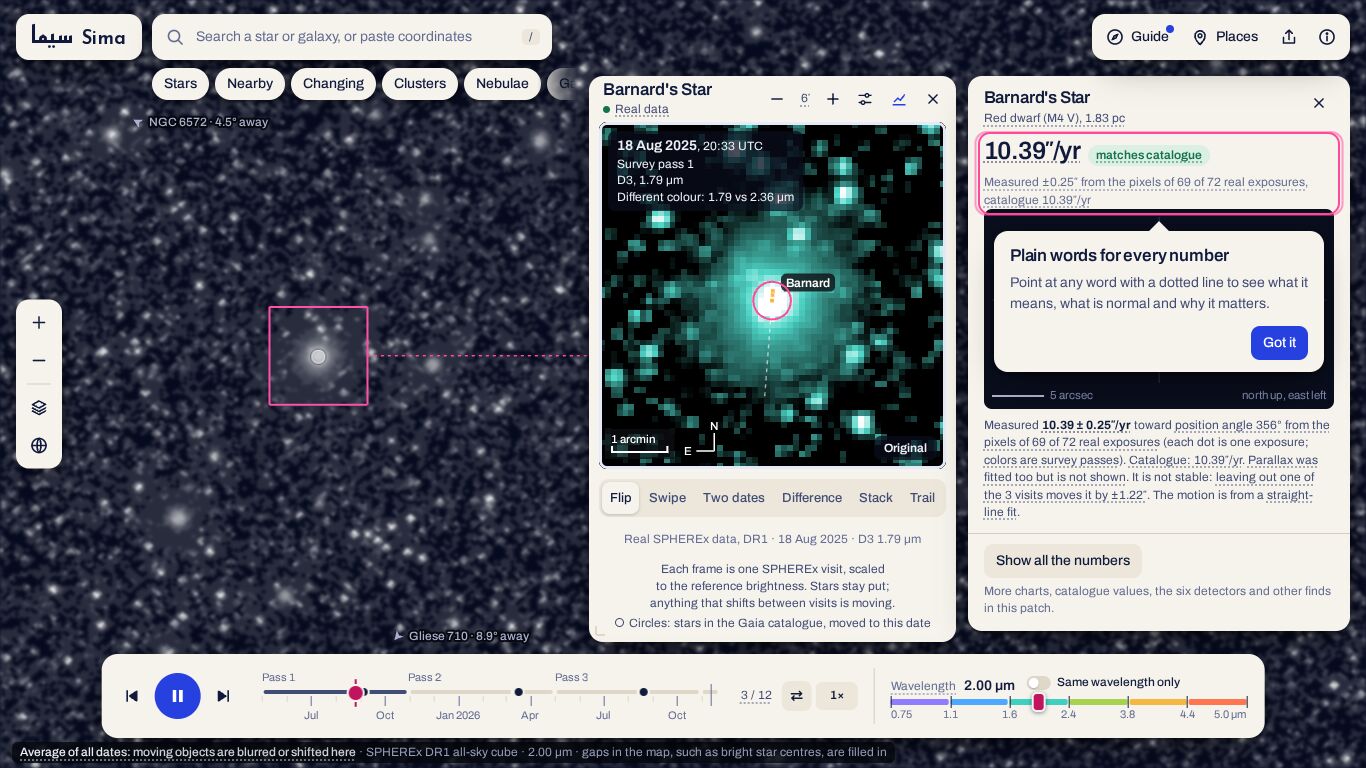 سيما Sima
Search a star or galaxy, or paste coordinates /
Guide Places
Stars Nearby Changing Clusters Nebulae
NGC 6572 · 4.5° away
Gliese 710 · 8.9° away
Barnard's Star
Real data
6′
18 Aug 2025, 20:33 UTC
Survey pass 1
D3, 1.79 µm
Different colour: 1.79 vs 2.36 µm
Barnard
1 arcmin
N
E
Original
Flip Swipe Two dates Difference Stack Trail
Real SPHEREx data, DR1 · 18 Aug 2025 · D3 1.79 µm
Each frame is one SPHEREx visit, scaled
to the reference brightness. Stars stay put;
anything that shifts between visits is moving.
Circles: stars in the Gaia catalogue, moved to this date
Barnard's Star
Red dwarf (M4 V), 1.83 pc
10.39″/yr matches catalogue
Measured ±0.25″ from the pixels of 69 of 72 real exposures,
catalogue 10.39″/yr
Plain words for every number
Point at any word with a dotted line to see what it
means, what is normal and why it matters.
Got it
5 arcsec north up, east left
Measured 10.39 ± 0.25″/yr toward position angle 356° from the
pixels of 69 of 72 real exposures (each dot is one exposure;
colors are survey passes). Catalogue: 10.39″/yr. Parallax was
fitted too but is not shown. It is not stable: leaving out one of
the 3 visits moves it by ±1.22″. The motion is from a straight-
line fit.
Show all the numbers
More charts, catalogue values, the six detectors and other finds
in this patch.
Pass 1 Pass 2 Pass 3
Jul Oct Jan 2026 Apr Jul Oct
3 / 12
1×
Wavelength 2.00 µm Same wavelength only
0.75 1.1 1.6 2.4 3.8 4.4 5.0 µm
Average of all dates: moving objects are blurred or shifted here · SPHEREx DR1 all-sky cube · 2.00 µm · gaps in the map, such as bright star centres, are filled in